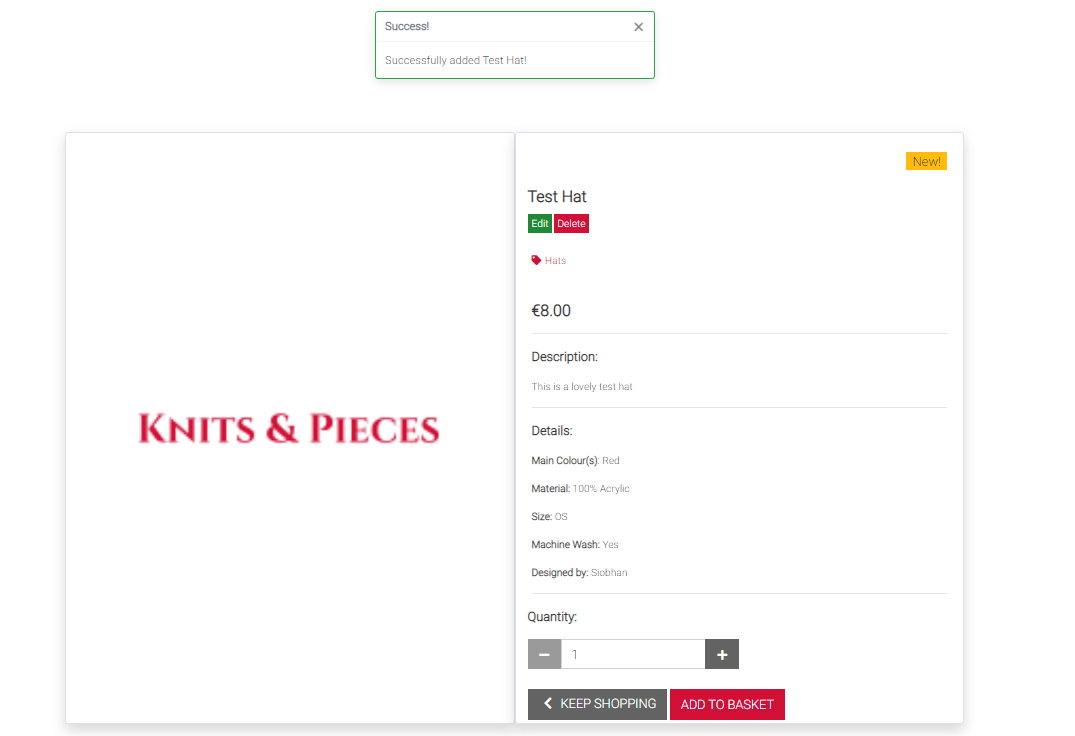 Success!
Successfully added Test Hat!
New!
Test Hat
Edit Delete
Hats
€8.00
Description:
This is a lovely test hat
KNITS & PIECES
Details:
Main Colour(s): Red
Material: 100% Acrylic
Size: OS
Machine Wash: Yes
Designed by: Siobhan
Quantity:
1
KEEP SHOPPING ADD TO BASKET